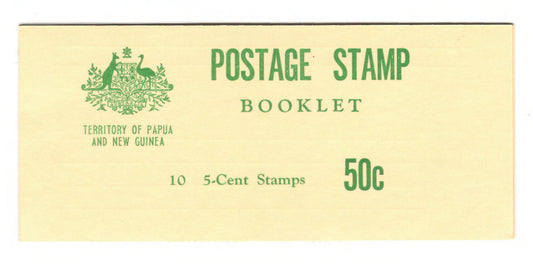 POSTAGE STAMP
BOOKLET
TERRITORY OF PAPUA
AND NEW GUINEA
10 5-Cent Stamps 50c